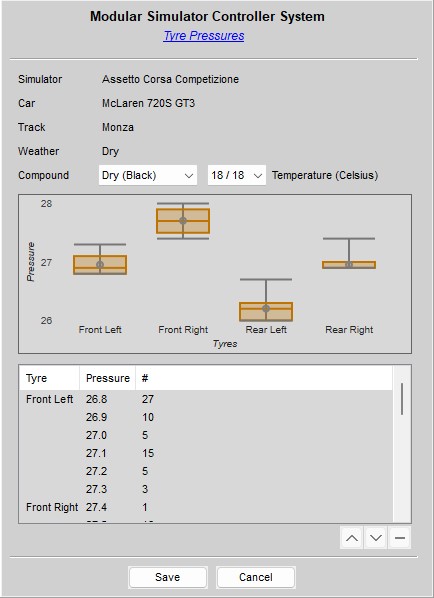 Modular Simulator Controller System
Tyre Pressures
Simulator Assetto Corsa Competizione
Car McLaren 720S GT3
Track Monza
Weather Dry
Compound Dry (Black) 18 / 18 Temperature (Celsius)
28
27
26
Pressure
Front Left Front Right Rear Left Rear Right
Tyres
Tyre Pressure #
Front Left 26.8 27
26.9 10
27.0 5
27.1 15
27.2 5
27.3 3
Front Right 27.4 1
Save Cancel